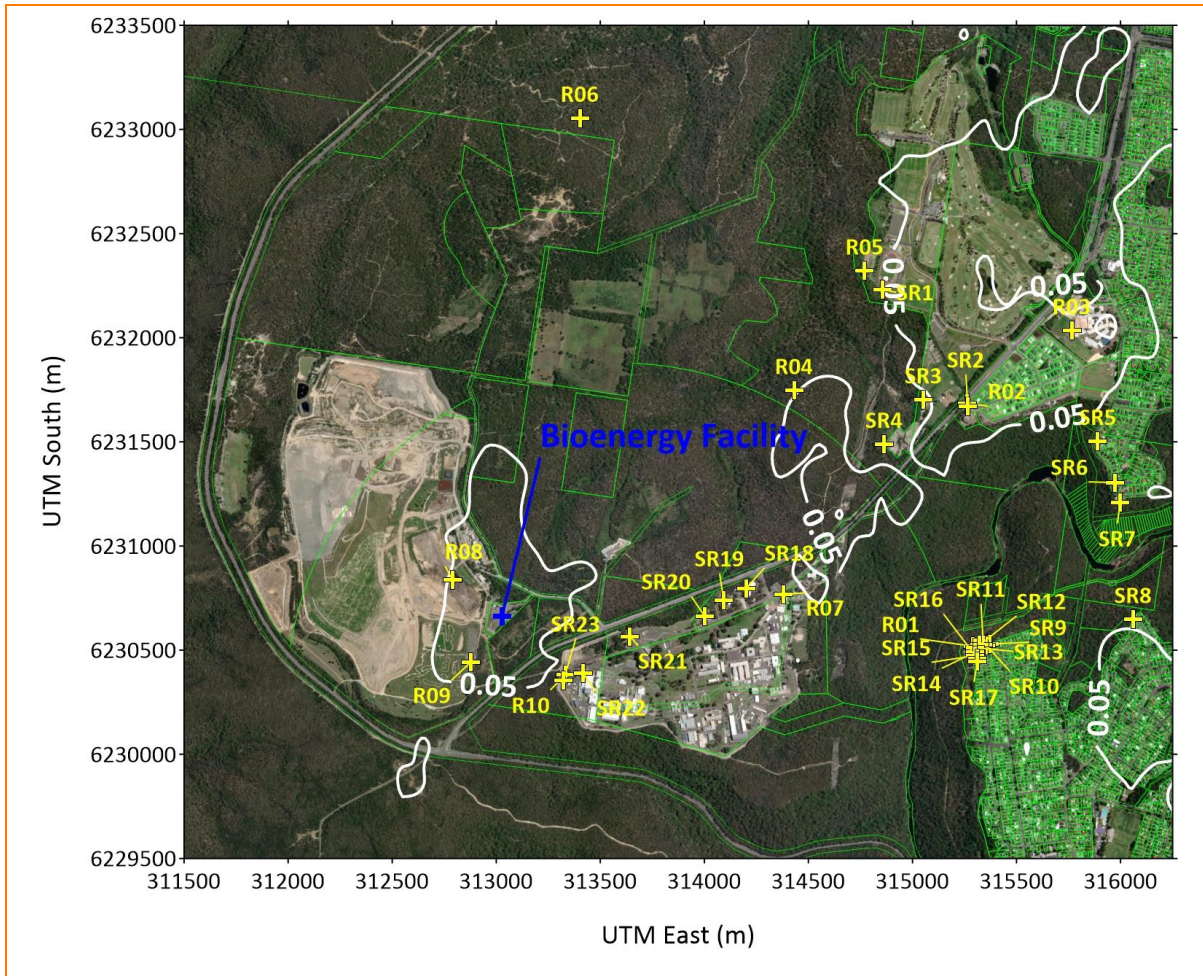 6233500
6233000
6232500
6232000
6231500
6231000
6230500
6230000
6229500
UTM South (m)
R06
R05
0.05
SR1
0.05
R03
R04
SR3
SR2
R02
SR4
0.05
SR5
Bioenergy Facility
SR6
SR7
0.05
R08
SR19
SR18
SR20
R07
SR11
SR16
SR12
SR8
R01
SR9
SR23
SR21
SR15
SR13
SR14
SR10
SR17
R09
0.05
R10
SR22
0.05
311500 312000 312500 313000 313500 314000 314500 315000 315500 316000
UTM East (m)